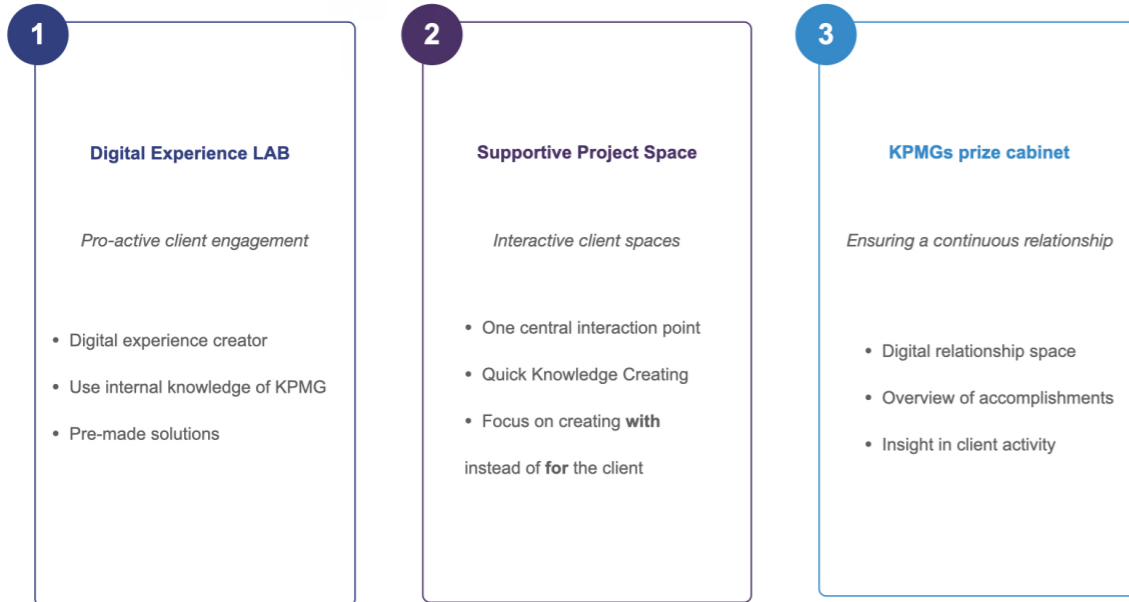 1
Digital Experience LAB
Pro-active client engagement
• Digital experience creator
• Use internal knowledge of KPMG
• Pre-made solutions
2
Supportive Project Space
Interactive client spaces
• One central interaction point
• Quick Knowledge Creating
• Focus on creating with
instead of for the client
3
KPMGs prize cabinet
Ensuring a continuous relationship
• Digital relationship space
• Overview of accomplishments
• Insight in client activity